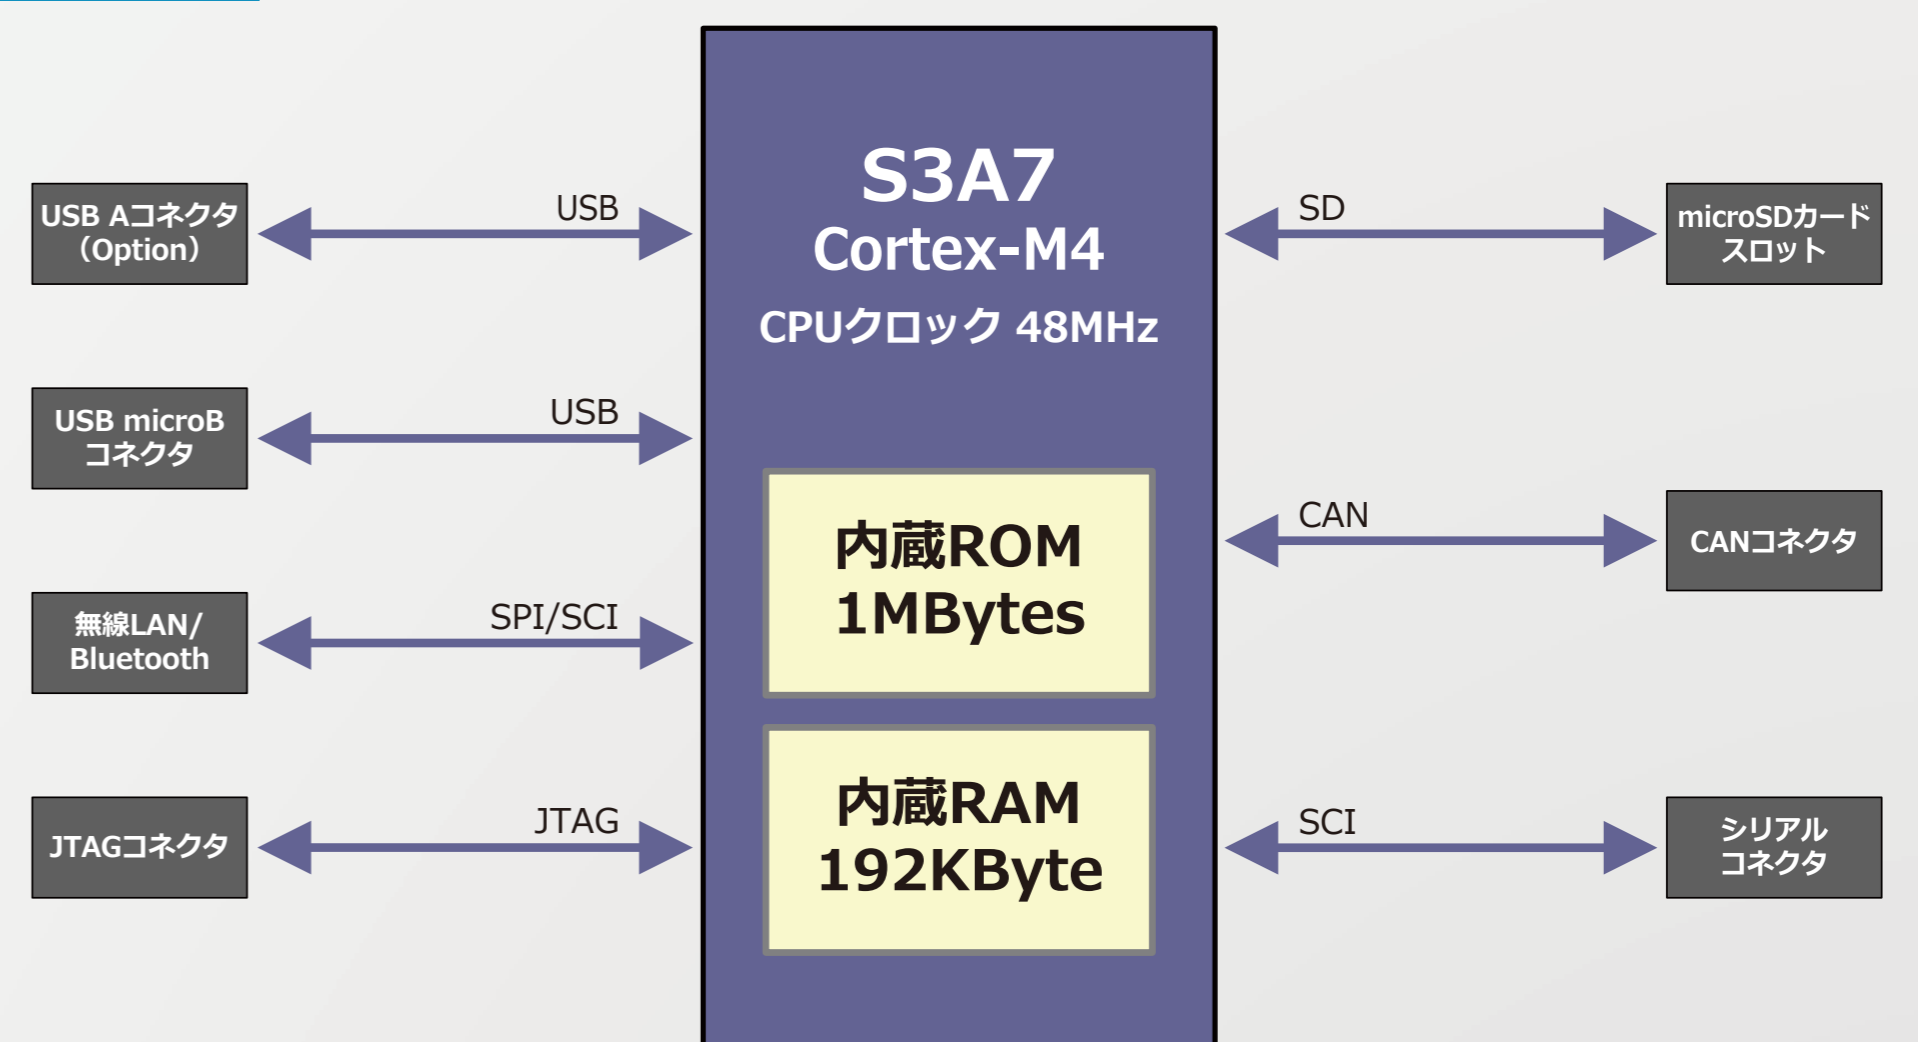 S3A7
Cortex-M4
CPUクロック 48MHz
内蔵ROM
1MBytes
内蔵RAM
192KByte
USB Aコネクタ
（Option）
USB
USB microB
コネクタ
USB
無線LAN/
Bluetooth
SPI/SCI
JTAGコネクタ
JTAG
SD
microSDカード
スロット
CAN
CANコネクタ
SCI
シリアル
コネクタ